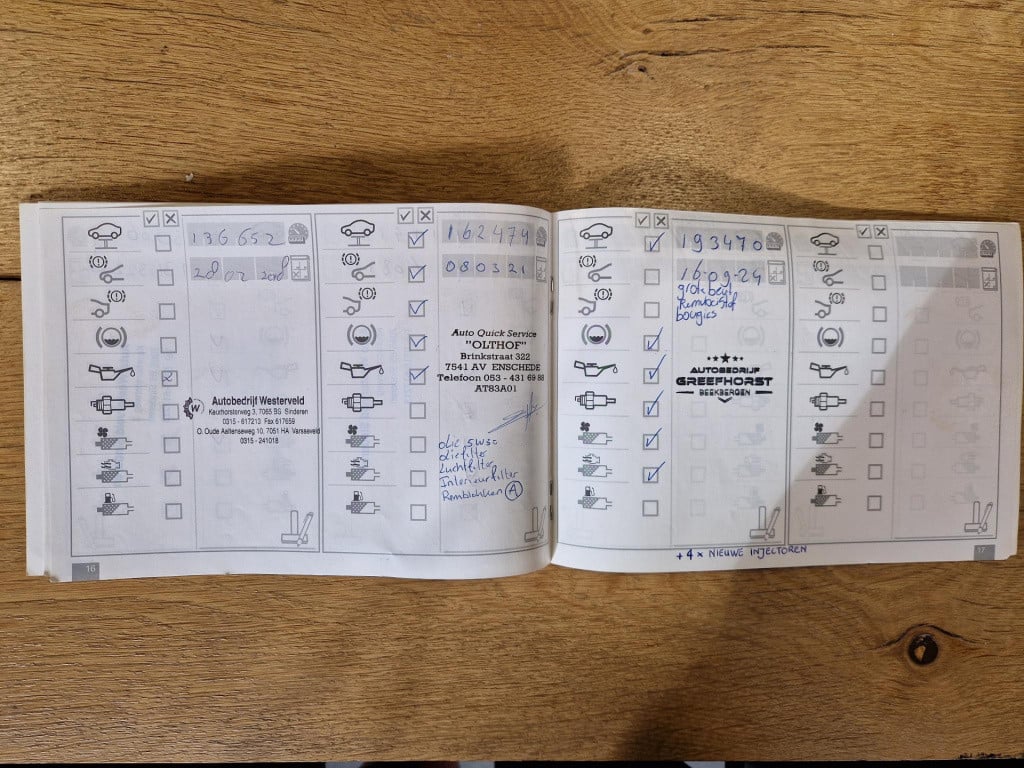 136652
28 02 2018
Autobedrijf Westerveld
Keurhorsterweg 3, 7065 BS Sinderen
0315 - 617213 Fax 617659
O. Oude Aaltenseweg 10, 7051 HA Varsseveld
0315 - 241018
16
162474
080321
Auto Quick Service
"OLTHOF"
Brinkstraat 322
7541 AV ENSCHEDE
Telefoon 053 - 431 69 88
AT83A01
olie 5W30
oliefilter
Luchtfilter
Interieurfilter
Remblokken (A)
193470
16-09-24
grote beurt
Remvloeistof
bougies
AUTOBEDRIJF
GREEFHORST
BEEKBERGEN
+ 4 x NIEUWE INJECTOREN
17